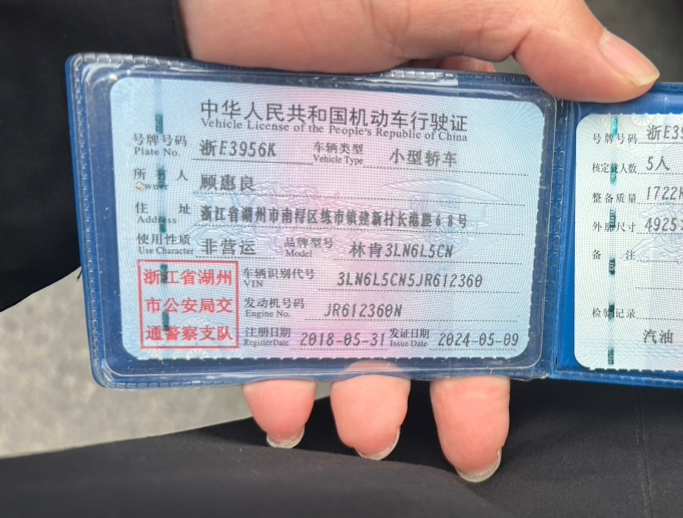 中华人民共和国机动车行驶证
Vehicle License of the People's Republic of China
号牌号码 浙E3956K 车辆类型 小型轿车
Plate No. Vehicle Type
所有人 顾惠良
Owner
住址 浙江省湖州市南浔区练市镇建新村长港胜68号
Address
使用性质 非营运 品牌型号 林肯3LN6L5CN
Use Character Model
浙江省湖州
市公安局交
通警察支队
车辆识别代号 3LN6L5CN5JR612360
VIN
发动机号码 JR612360N
Engine No.
注册日期 2018-05-31 发证日期 2024-05-09
Register Date Issue Date
号牌号码 浙E3
核定载人数 5人
整备质量 1722K
外廓尺寸 4925
备注
检验记录
汽油